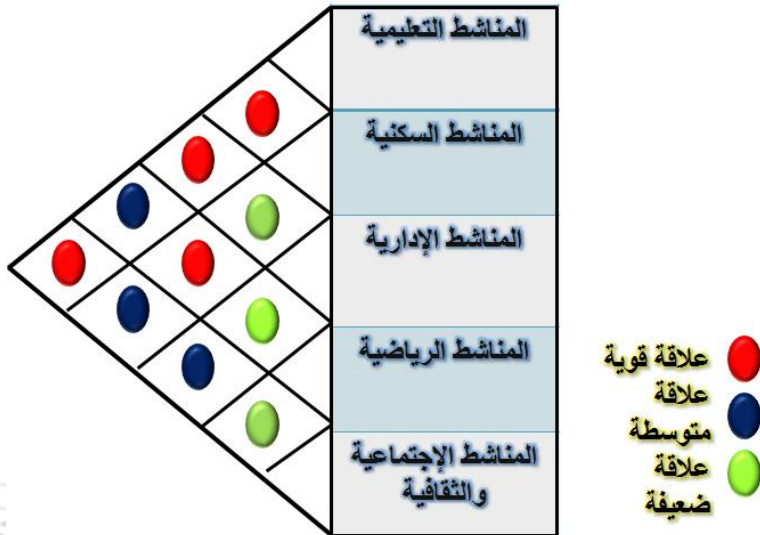 المناشط التعليمية
المناشط السكنية
المناشط الإدارية
المناشط الرياضية
المناشط الإجتماعية
والثقافية
علاقة قوية
علاقة
متوسطة
علاقة
ضعيفة